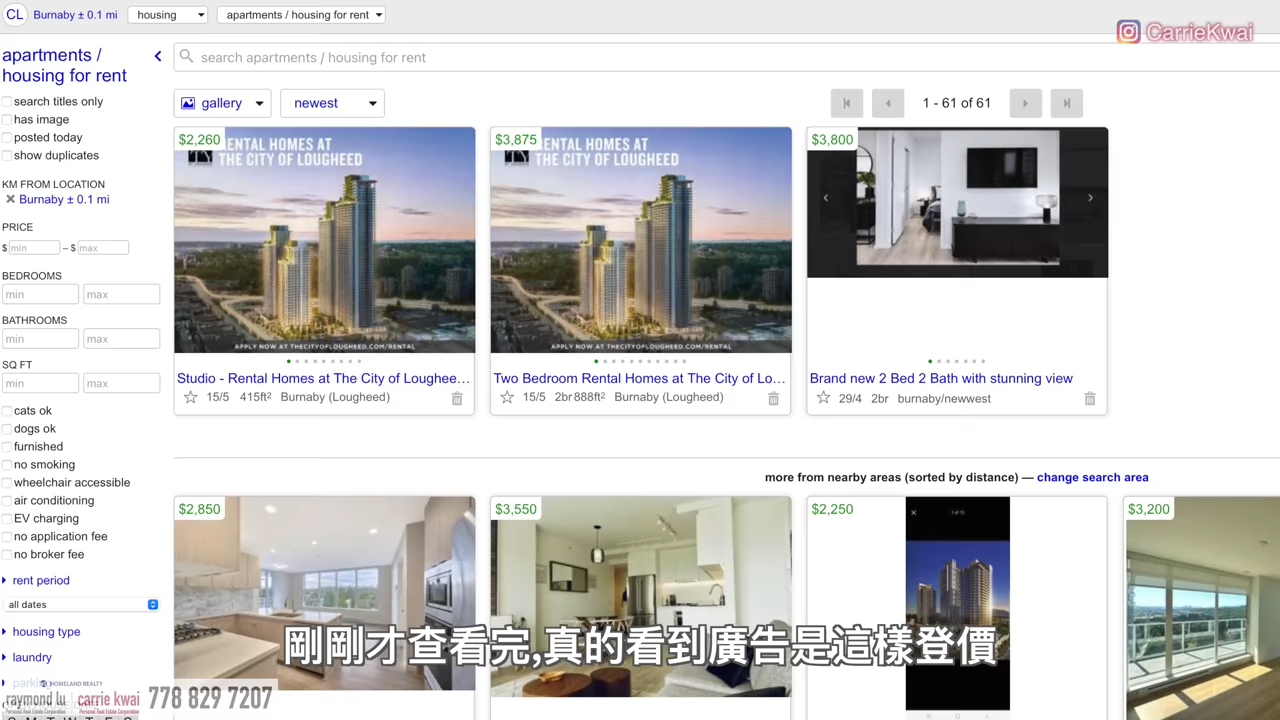 CL Burnaby ± 0.1 mi housing apartments / housing for rent
CarrieKwai
apartments / housing for rent
search apartments / housing for rent
search titles only
has image
posted today
show duplicates
KM FROM LOCATION
Burnaby ± 0.1 mi
PRICE
$ min – $ max
BEDROOMS
min max
BATHROOMS
min max
SQ FT
min max
cats ok
dogs ok
furnished
no smoking
wheelchair accessible
air conditioning
EV charging
no application fee
no broker fee
rent period
all dates
housing type
laundry
gallery newest 1 - 61 of 61
$2,260
RENTAL HOMES AT
THE CITY OF LOUGHEED
APPLY NOW AT THECITYOFLOUGHEED.COM/RENTAL
Studio - Rental Homes at The City of Loughee…
15/5 415ft² Burnaby (Lougheed)
$3,875
RENTAL HOMES AT
THE CITY OF LOUGHEED
APPLY NOW AT THECITYOFLOUGHEED.COM/RENTAL
Two Bedroom Rental Homes at The City of Lo…
15/5 2br 888ft² Burnaby (Lougheed)
$3,800
Brand new 2 Bed 2 Bath with stunning view
29/4 2br burnaby/newwest
more from nearby areas (sorted by distance) — change search area
$2,850
$3,550
$2,250
$3,200
剛剛才查看完,真的看到廣告是這樣登價
HOMELAND REALTY
raymond lu carrie kwai 778 829 7207
Personal Real Estate Corporation Personal Real Estate Corporation